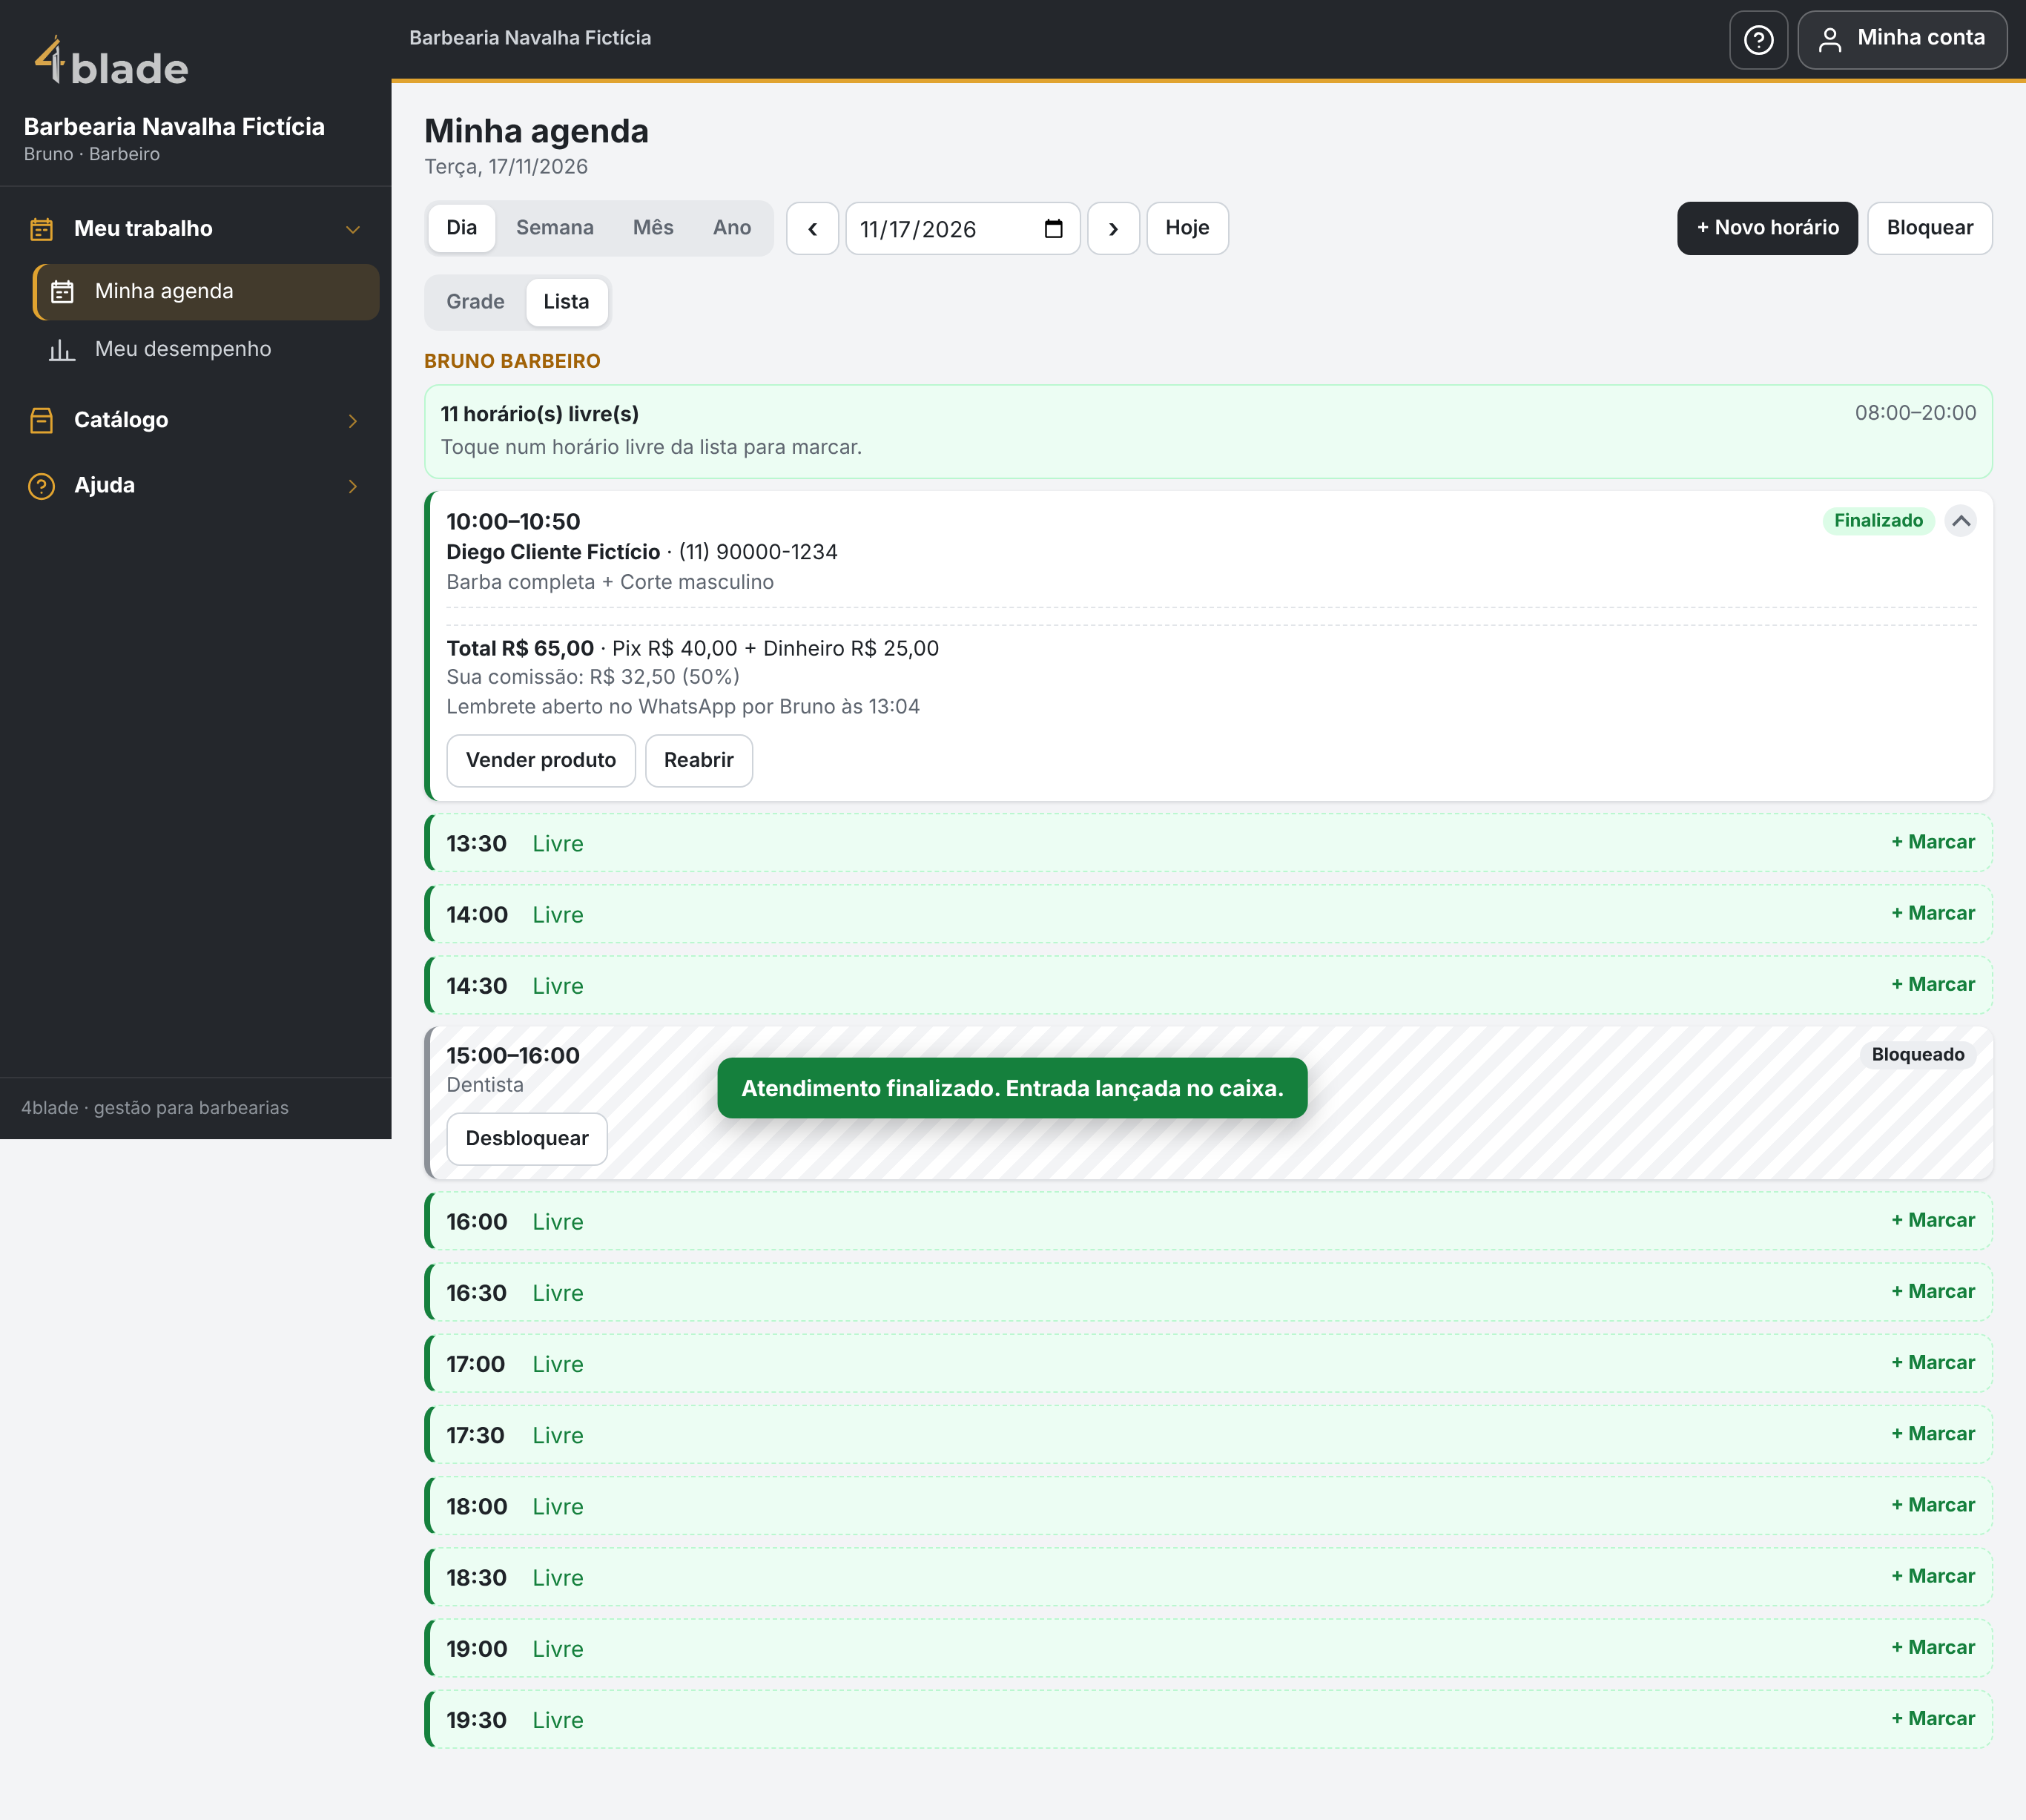 4blade
Barbearia Navalha Fictícia
Bruno · Barbeiro
Meu trabalho
Minha agenda
Meu desempenho
Catálogo
Ajuda
4blade · gestão para barbearias
Barbearia Navalha Fictícia
Minha conta
Minha agenda
Terça, 17/11/2026
Dia Semana Mês Ano ‹ 11/17/2026 › Hoje + Novo horário Bloquear
Grade Lista
BRUNO BARBEIRO
11 horário(s) livre(s) 08:00–20:00
Toque num horário livre da lista para marcar.
10:00–10:50 Finalizado
Diego Cliente Fictício · (11) 90000-1234
Barba completa + Corte masculino
Total R$ 65,00 · Pix R$ 40,00 + Dinheiro R$ 25,00
Sua comissão: R$ 32,50 (50%)
Lembrete aberto no WhatsApp por Bruno às 13:04
Vender produto Reabrir
13:30 Livre + Marcar
14:00 Livre + Marcar
14:30 Livre + Marcar
15:00–16:00 Bloqueado
Dentista
Atendimento finalizado. Entrada lançada no caixa.
Desbloquear
16:00 Livre + Marcar
16:30 Livre + Marcar
17:00 Livre + Marcar
17:30 Livre + Marcar
18:00 Livre + Marcar
18:30 Livre + Marcar
19:00 Livre + Marcar
19:30 Livre + Marcar